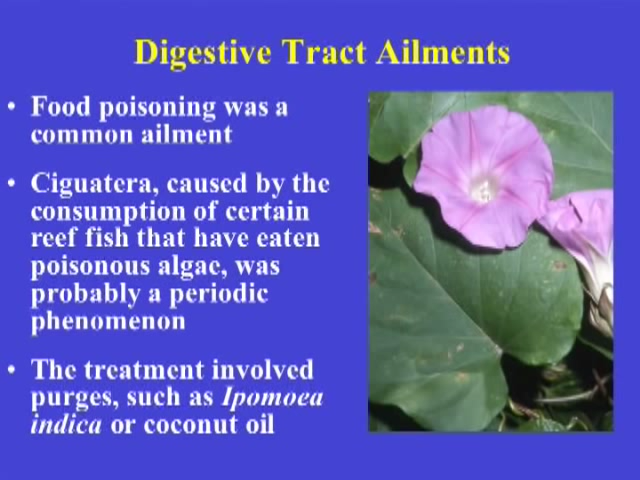 Digestive Tract Ailments
• Food poisoning was a
common ailment
• Ciguatera, caused by the
consumption of certain
reef fish that have eaten
poisonous algae, was
probably a periodic
phenomenon
• The treatment involved
purges, such as Ipomoea
indica or coconut oil